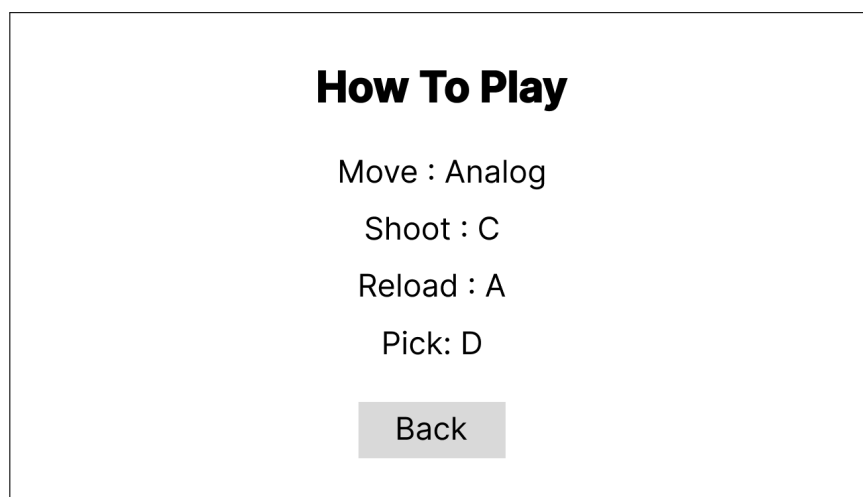 How To Play
Move : Analog
Shoot : C
Reload : A
Pick: D
Back